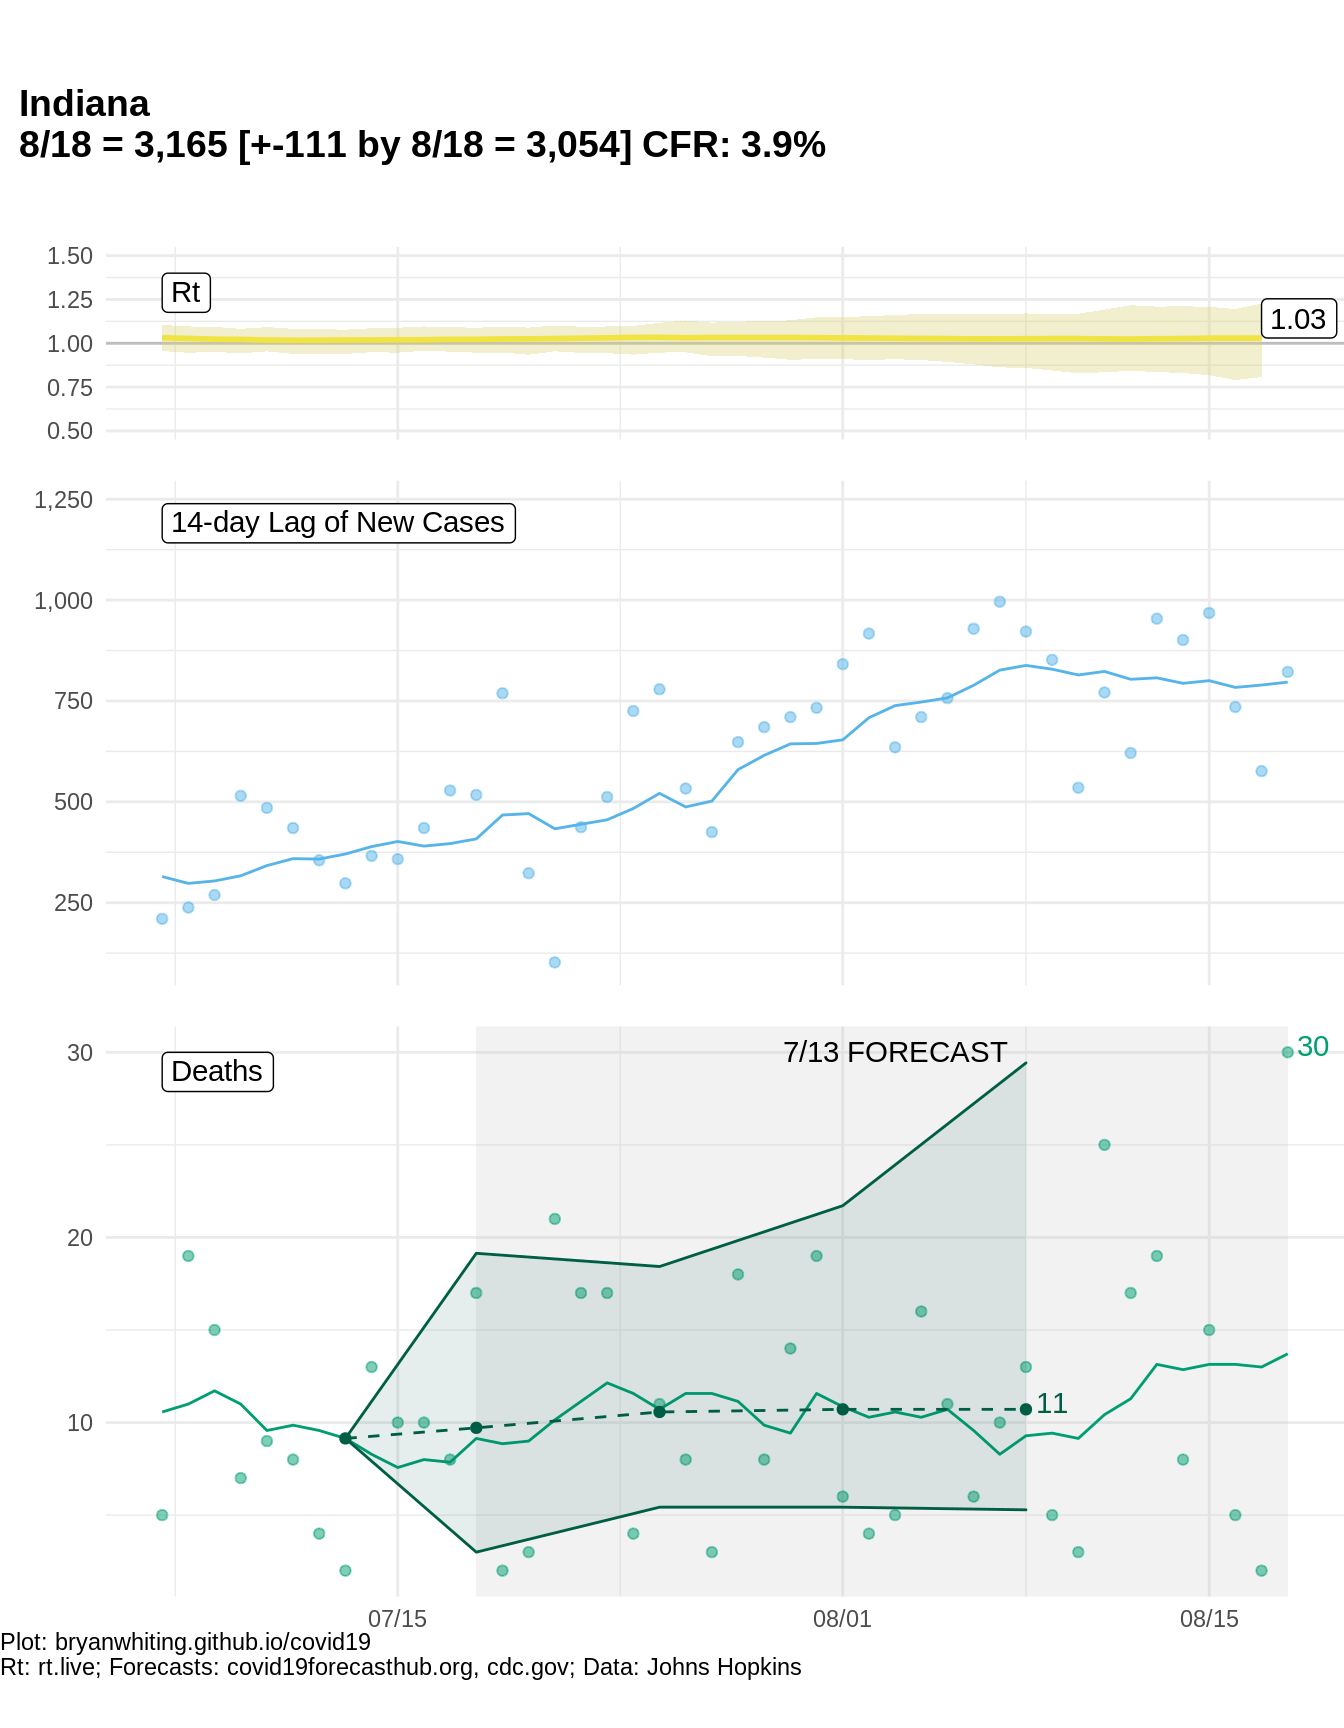 Indiana
8/18 = 3,165 [+-111 by 8/18 = 3,054] CFR: 3.9%
1.50
1.25
1.00
0.75
0.50
Rt
1.03
1,250
1,000
750
500
250
14-day Lag of New Cases
30
20
10
Deaths
7/13 FORECAST
30
11
07/15
08/01
08/15
Plot: bryanwhiting.github.io/covid19
Rt: rt.live; Forecasts: covid19forecasthub.org, cdc.gov; Data: Johns Hopkins